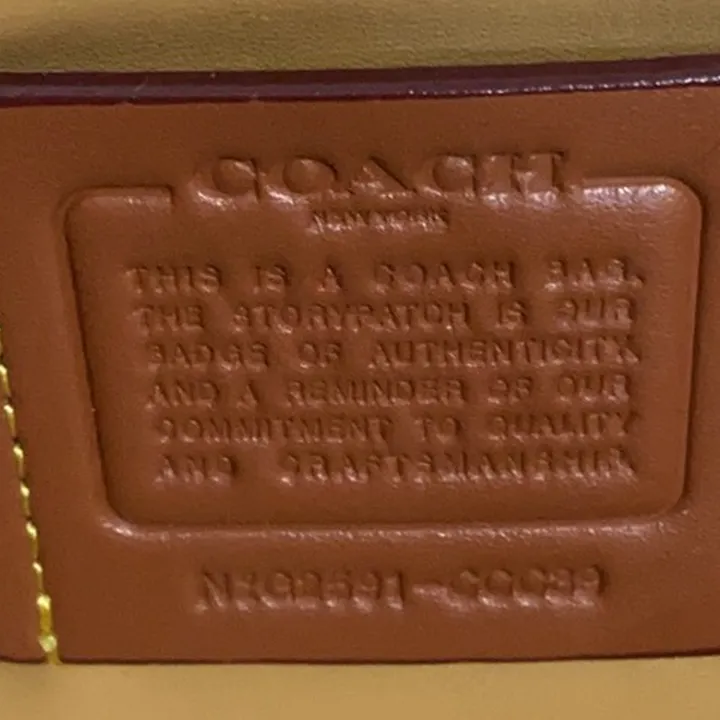 COACH
NEW YORK
THIS IS A COACH BAG.
THE STORYPATCH IS OUR
BADGE OF AUTHENTICITY,
AND A REMINDER OF OUR
COMMITMENT TO QUALITY
AND CRAFTSMANSHIP.